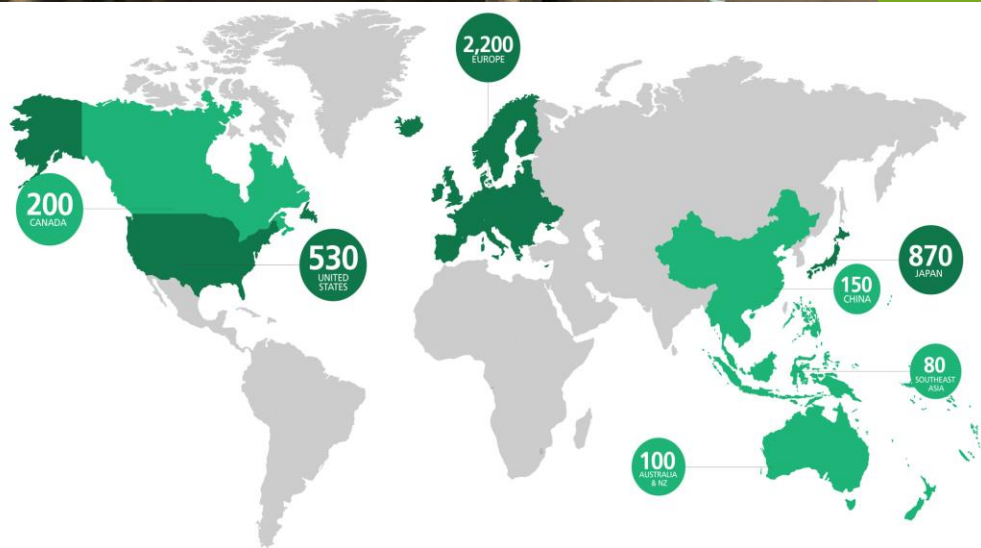 2,200
EUROPE
200
CANADA
530
UNITED
STATES
870
JAPAN
150
CHINA
80
SOUTHEAST
ASIA
100
AUSTRALIA
& NZ